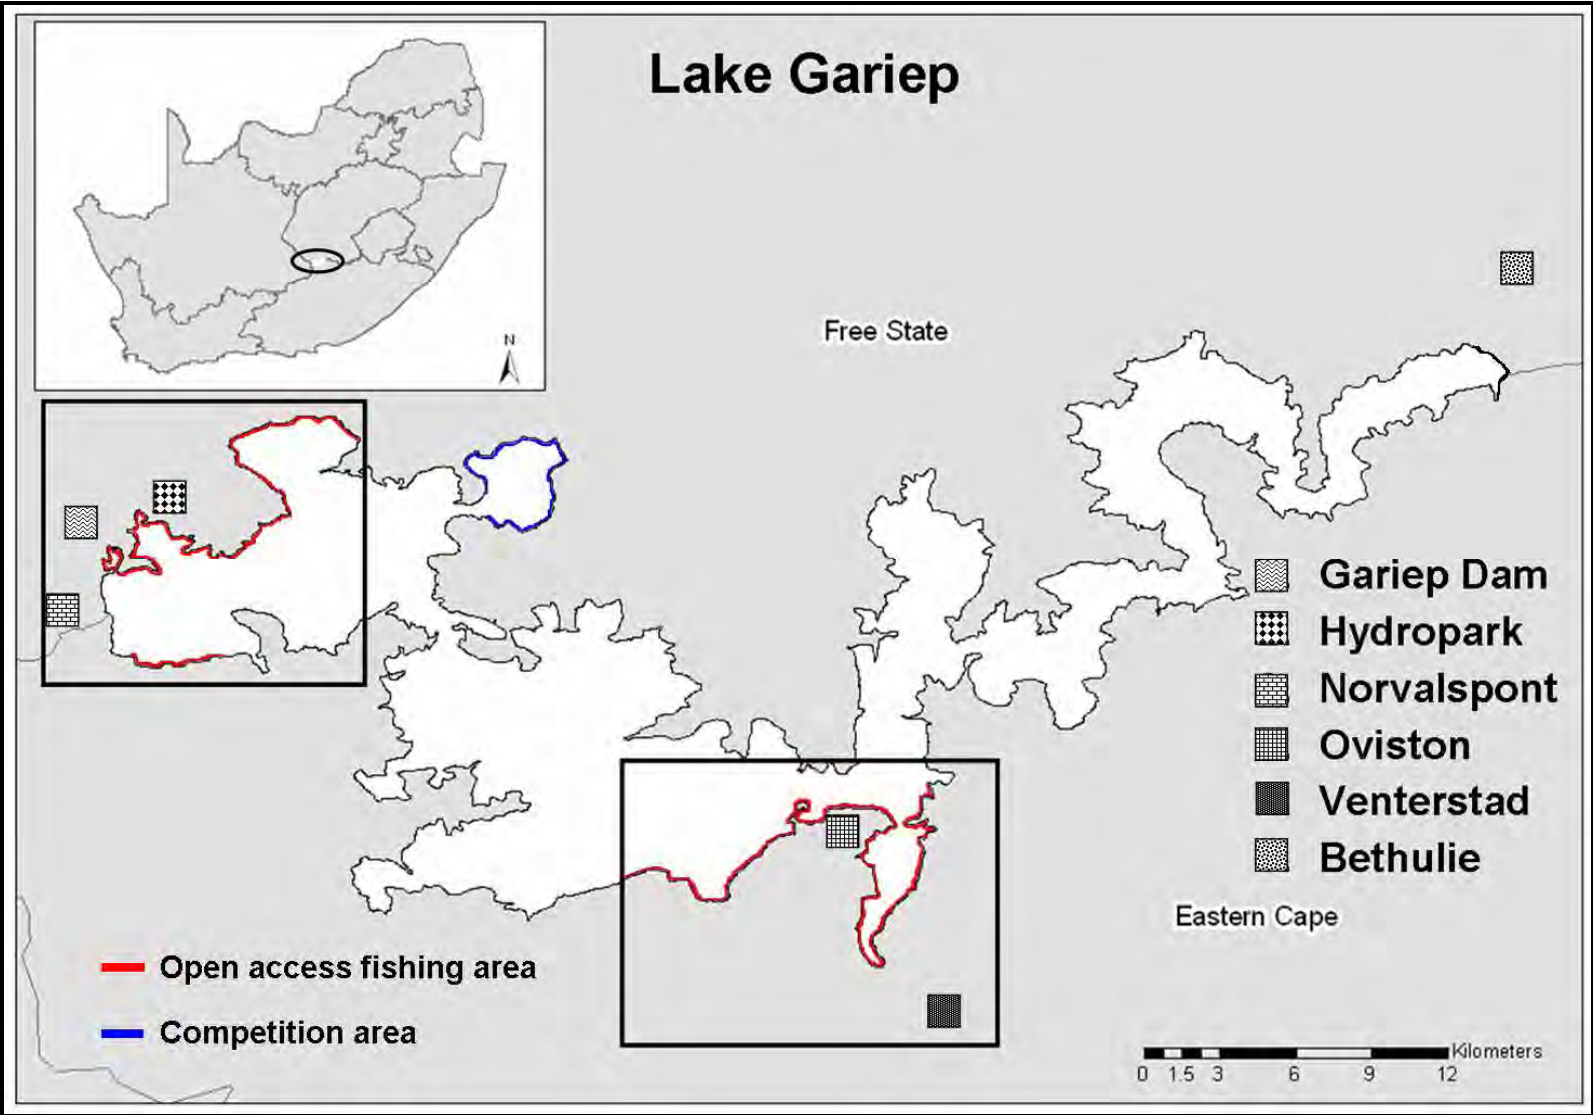 Lake Gariep
N
Free State
Gariep Dam
Hydropark
Norvalspont
Oviston
Venterstad
Bethulie
Eastern Cape
Open access fishing area
Competition area
Kilometers
0 1.5 3 6 9 12